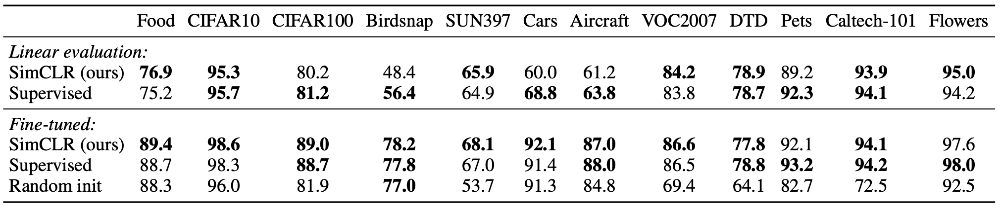 Food CIFAR10 CIFAR100 Birdsnap SUN397 Cars Aircraft VOC2007 DTD Pets Caltech-101 Flowers
Linear evaluation:
SimCLR (ours) 76.9 95.3 80.2 48.4 65.9 60.0 61.2 84.2 78.9 89.2 93.9 95.0
Supervised 75.2 95.7 81.2 56.4 64.9 68.8 63.8 83.8 78.7 92.3 94.1 94.2
Fine-tuned:
SimCLR (ours) 89.4 98.6 89.0 78.2 68.1 92.1 87.0 86.6 77.8 92.1 94.1 97.6
Supervised 88.7 98.3 88.7 77.8 67.0 91.4 88.0 86.5 78.8 93.2 94.2 98.0
Random init 88.3 96.0 81.9 77.0 53.7 91.3 84.8 69.4 64.1 82.7 72.5 92.5